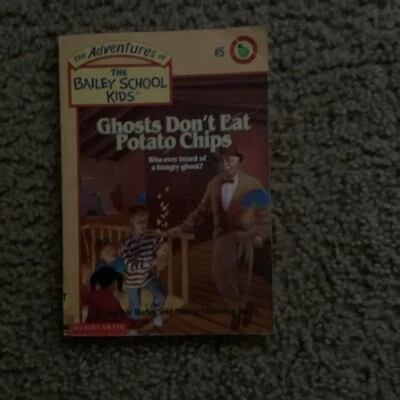 The Adventures of
THE
BAILEY SCHOOL
KIDS®
#5
Ghosts Don't Eat
Potato Chips
Who ever heard of
a hungry ghost?
and
SCHOLASTIC